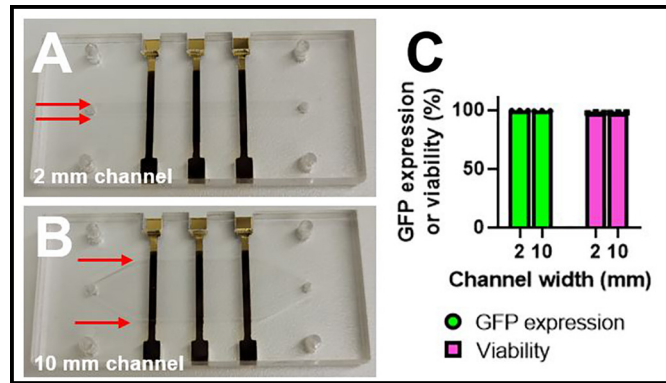 A
2 mm channel
B
10 mm channel
C
GFP expression
or viability (%)
100
50
0
2 10 2 10
Channel width (mm)
GFP expression
Viability